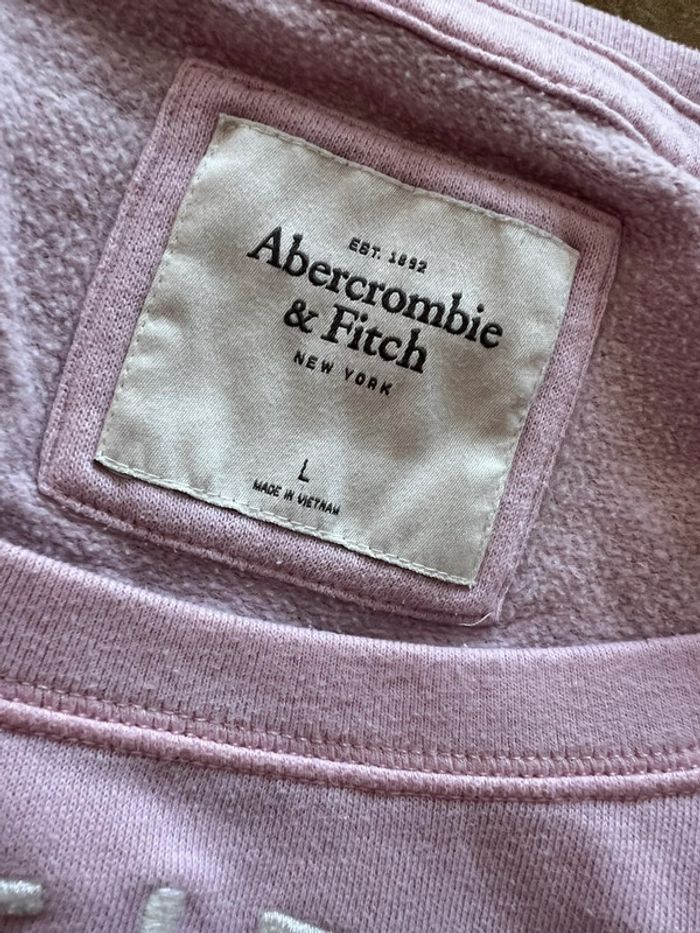 EST. 1892
Abercrombie
& Fitch
NEW YORK
L
MADE IN VIETNAM